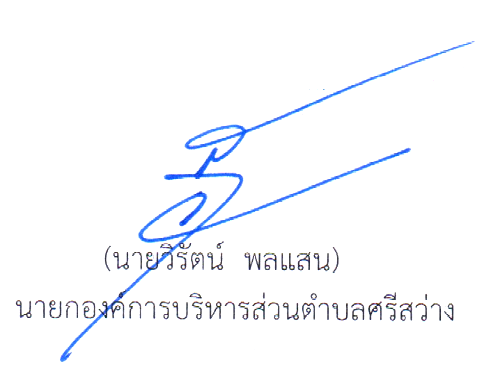 (นายวิรัตน์ พลแสน)
นายกองค์การบริหารส่วนตำบลศรีสว่าง